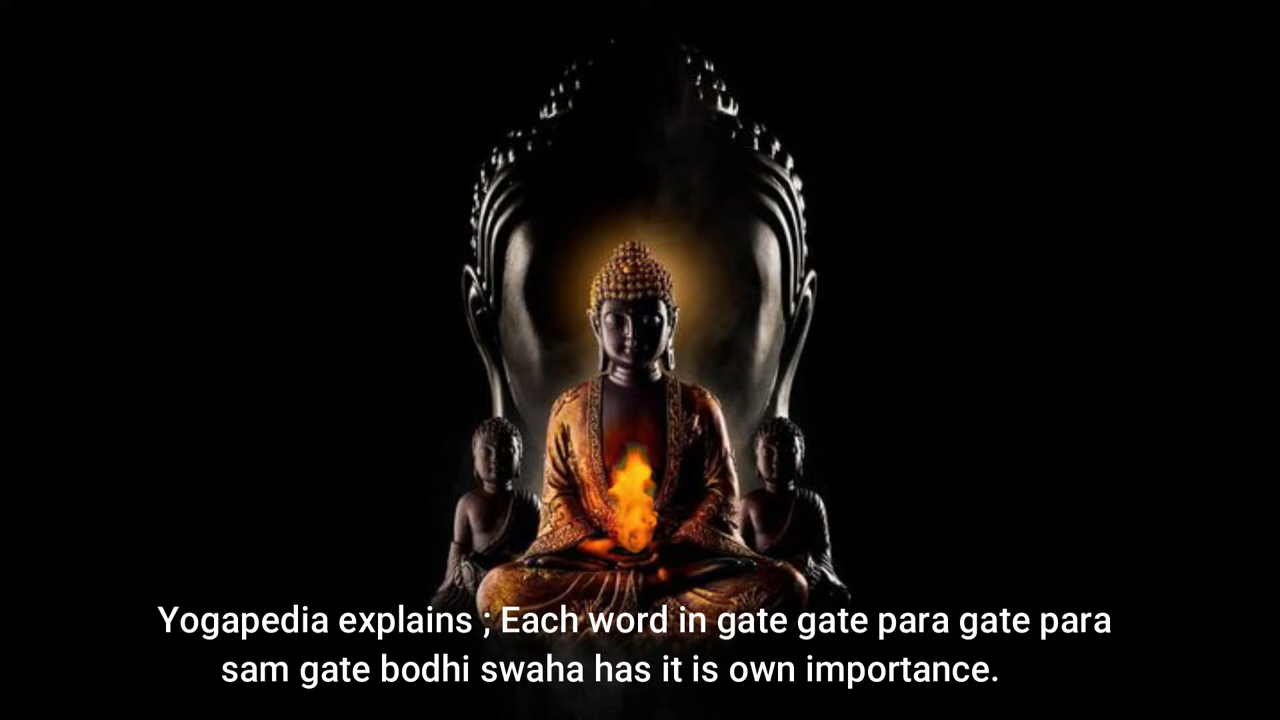 Yogapedia explains ; Each word in gate gate para gate para
sam gate bodhi swaha has it is own importance.